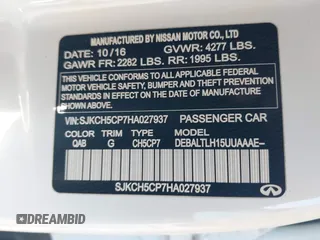 MANUFACTURED BY NISSAN MOTOR CO., LTD
DATE: 10/16 GVWR: 4277 LBS.
GAWR FR: 2282 LBS. RR: 1995 LBS.
THIS VEHICLE CONFORMS TO ALL APPLICABLE FEDERAL
MOTOR VEHICLE SAFETY, BUMPER, AND THEFT PREVENTION
STANDARDS IN EFFECT ON THE DATE OF MANUFACTURE
SHOWN ABOVE.
VIN: SJKCH5CP7HA027937 PASSENGER CAR
COLOR TRIM MODEL
QAB G CH5CP7 DEBALTLH15UUAAAE-
SJKCH5CP7HA027937
INFINITI
DREAMBID